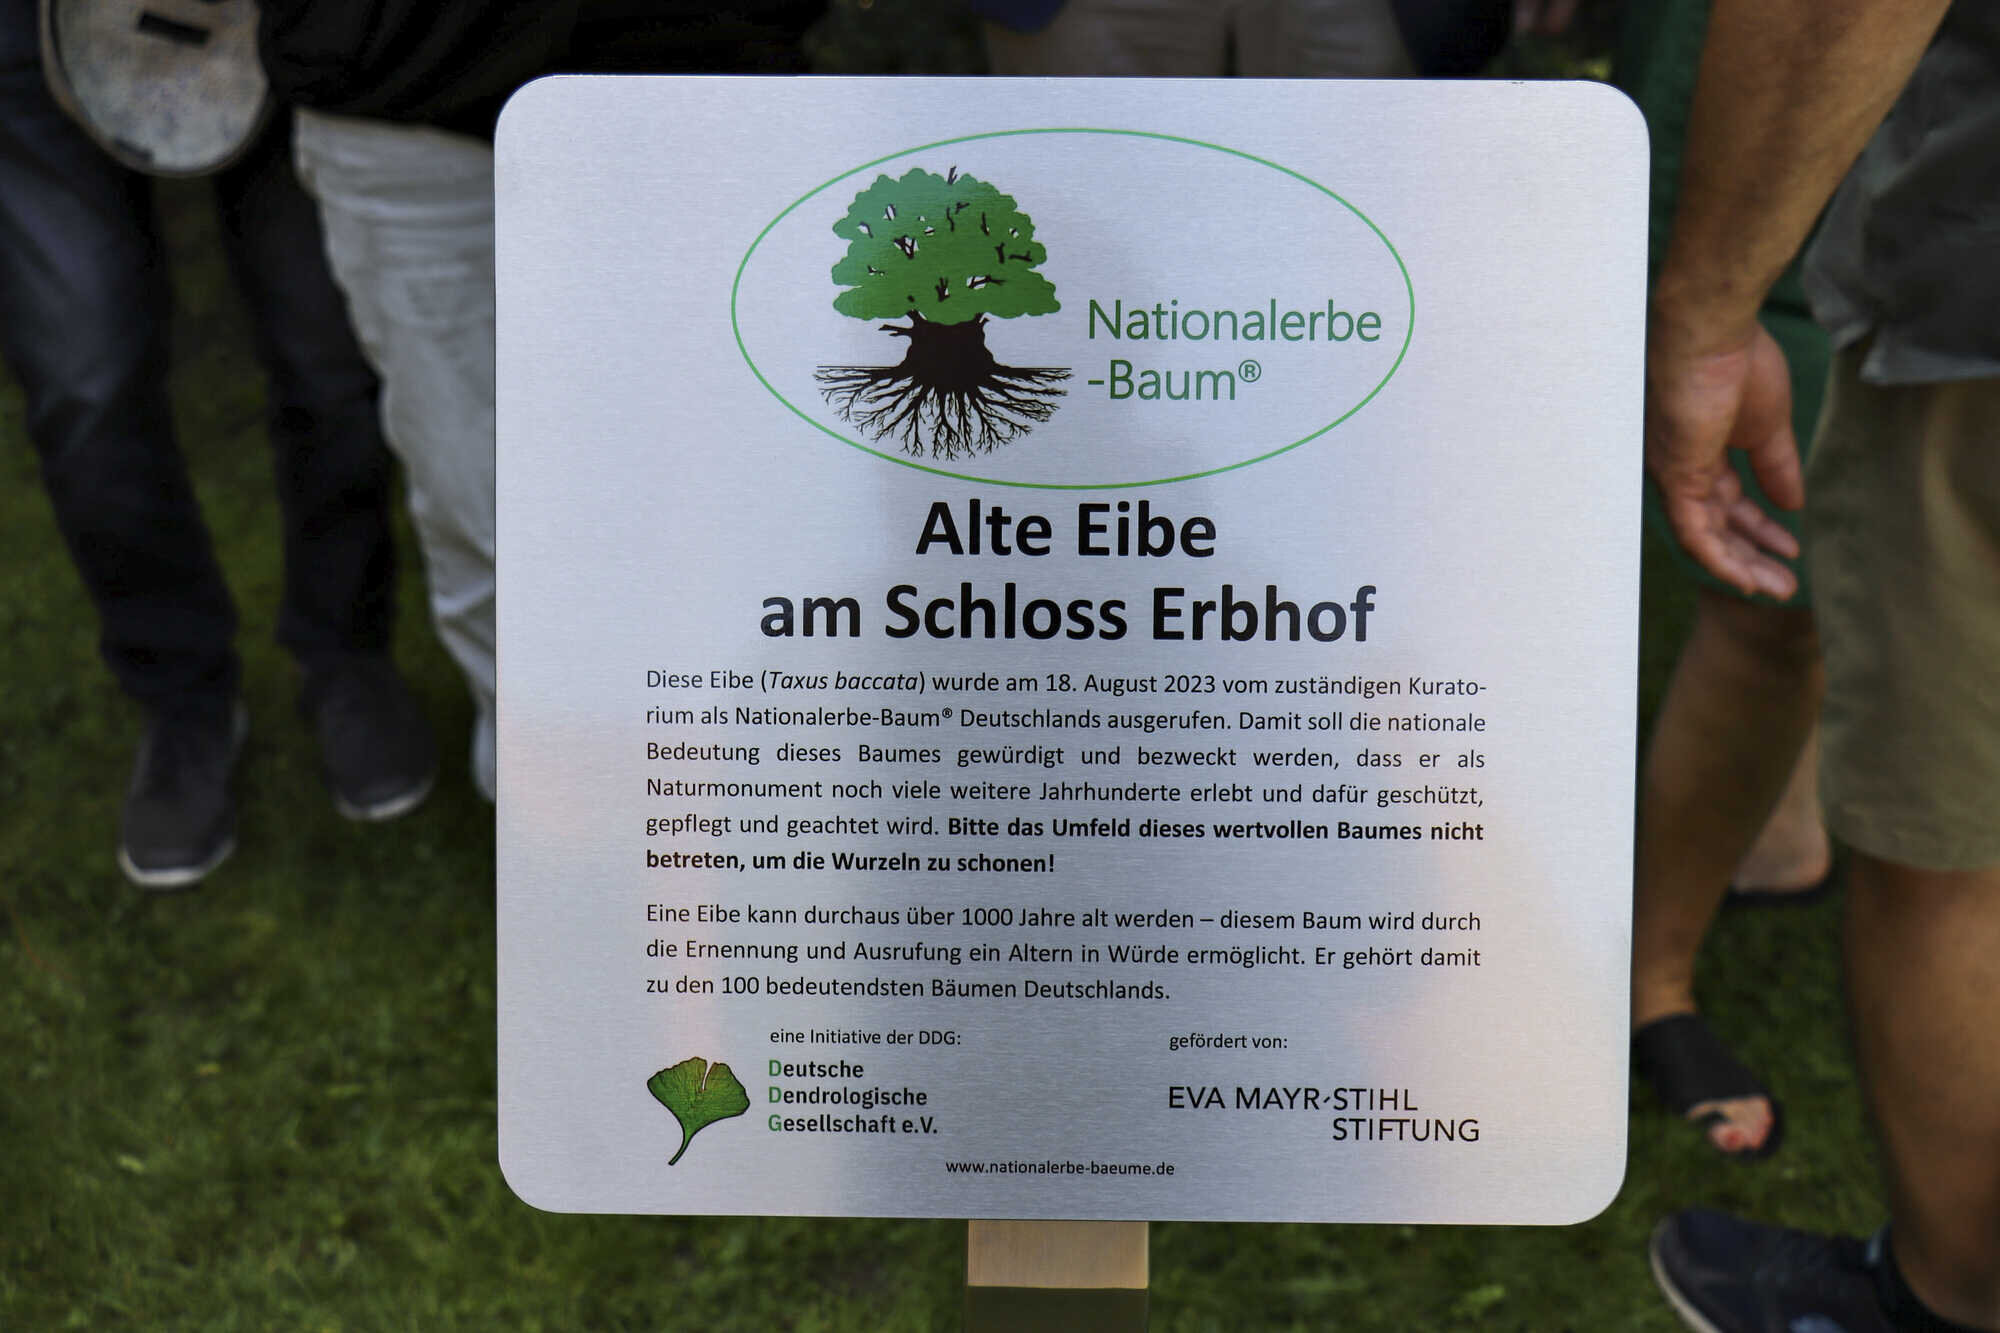 Nationalerbe
-Baum®
Alte Eibe
am Schloss Erbhof
Diese Eibe (Taxus baccata) wurde am 18. August 2023 vom zuständigen Kurato-
rium als Nationalerbe-Baum® Deutschlands ausgerufen. Damit soll die nationale
Bedeutung dieses Baumes gewürdigt und bezweckt werden, dass er als
Naturmonument noch viele weitere Jahrhunderte erlebt und dafür geschützt,
gepflegt und geachtet wird. Bitte das Umfeld dieses wertvollen Baumes nicht
betreten, um die Wurzeln zu schonen!
Eine Eibe kann durchaus über 1000 Jahre alt werden – diesem Baum wird durch
die Ernennung und Ausrufung ein Altern in Würde ermöglicht. Er gehört damit
zu den 100 bedeutendsten Bäumen Deutschlands.
eine Initiative der DDG:
Deutsche
Dendrologische
Gesellschaft e.V.
gefördert von:
EVA MAYR-STIHL
STIFTUNG
www.nationalerbe-baeume.de